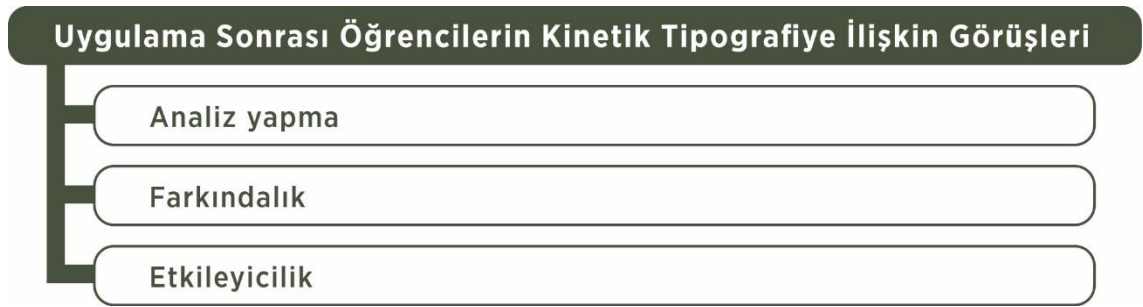 Uygulama Sonrası Öğrencilerin Kinetik Tipografiye İlişkin Görüşleri
Analiz yapma
Farkındalık
Etkileyicilik